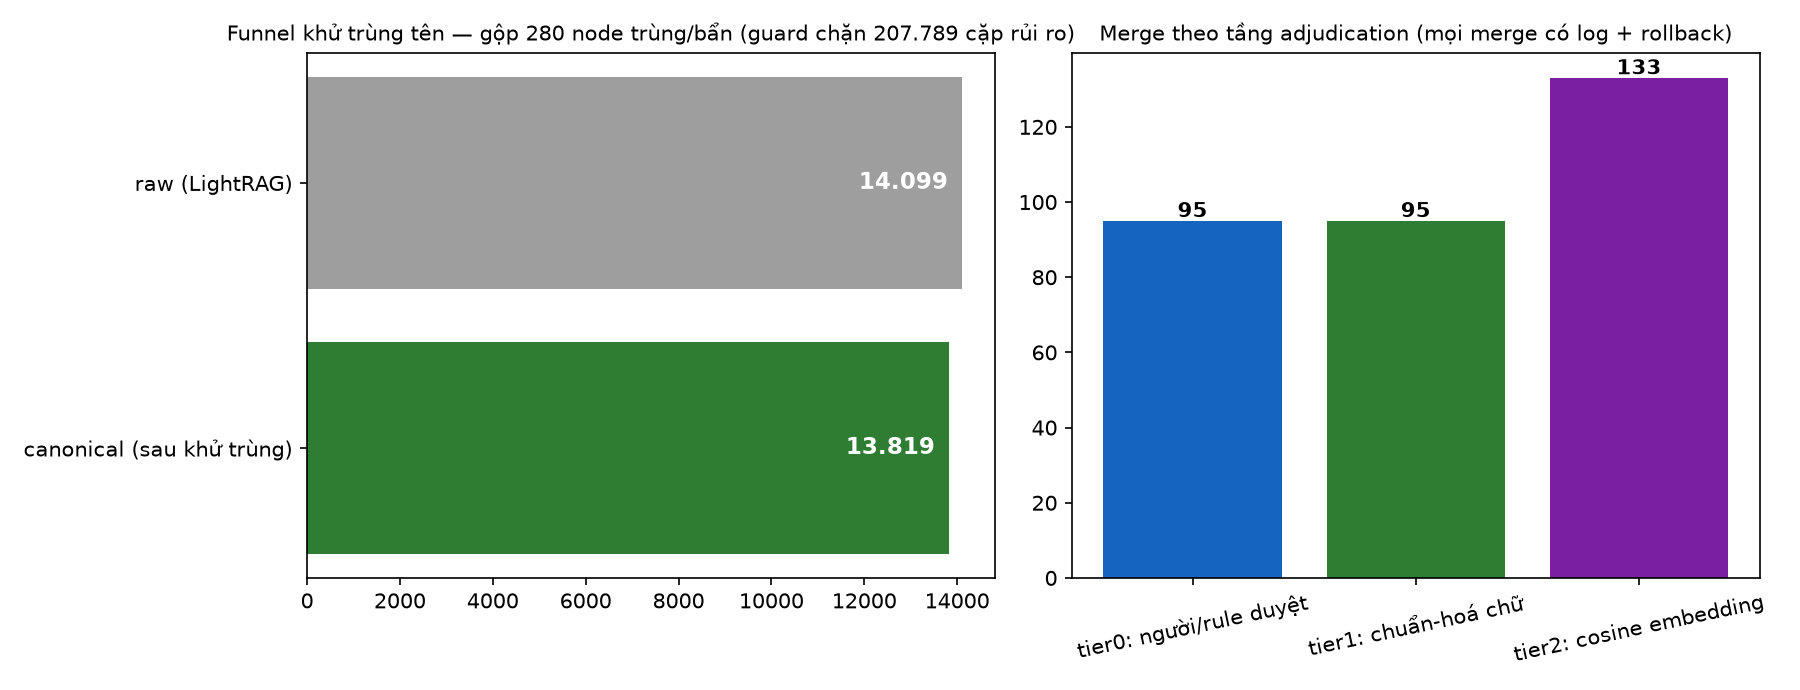 Funnel khử trùng tên — gộp 280 node trùng/bẩn (guard chặn 207.789 cặp rủi ro)
raw (LightRAG)
14.099
canonical (sau khử trùng)
13.819
0 2000 4000 6000 8000 10000 12000 14000
Merge theo tầng adjudication (mọi merge có log + rollback)
133
95
95
120
100
80
60
40
20
0
tier0: người/rule duyệt
tier1: chuẩn-hoá chữ
tier2: cosine embedding